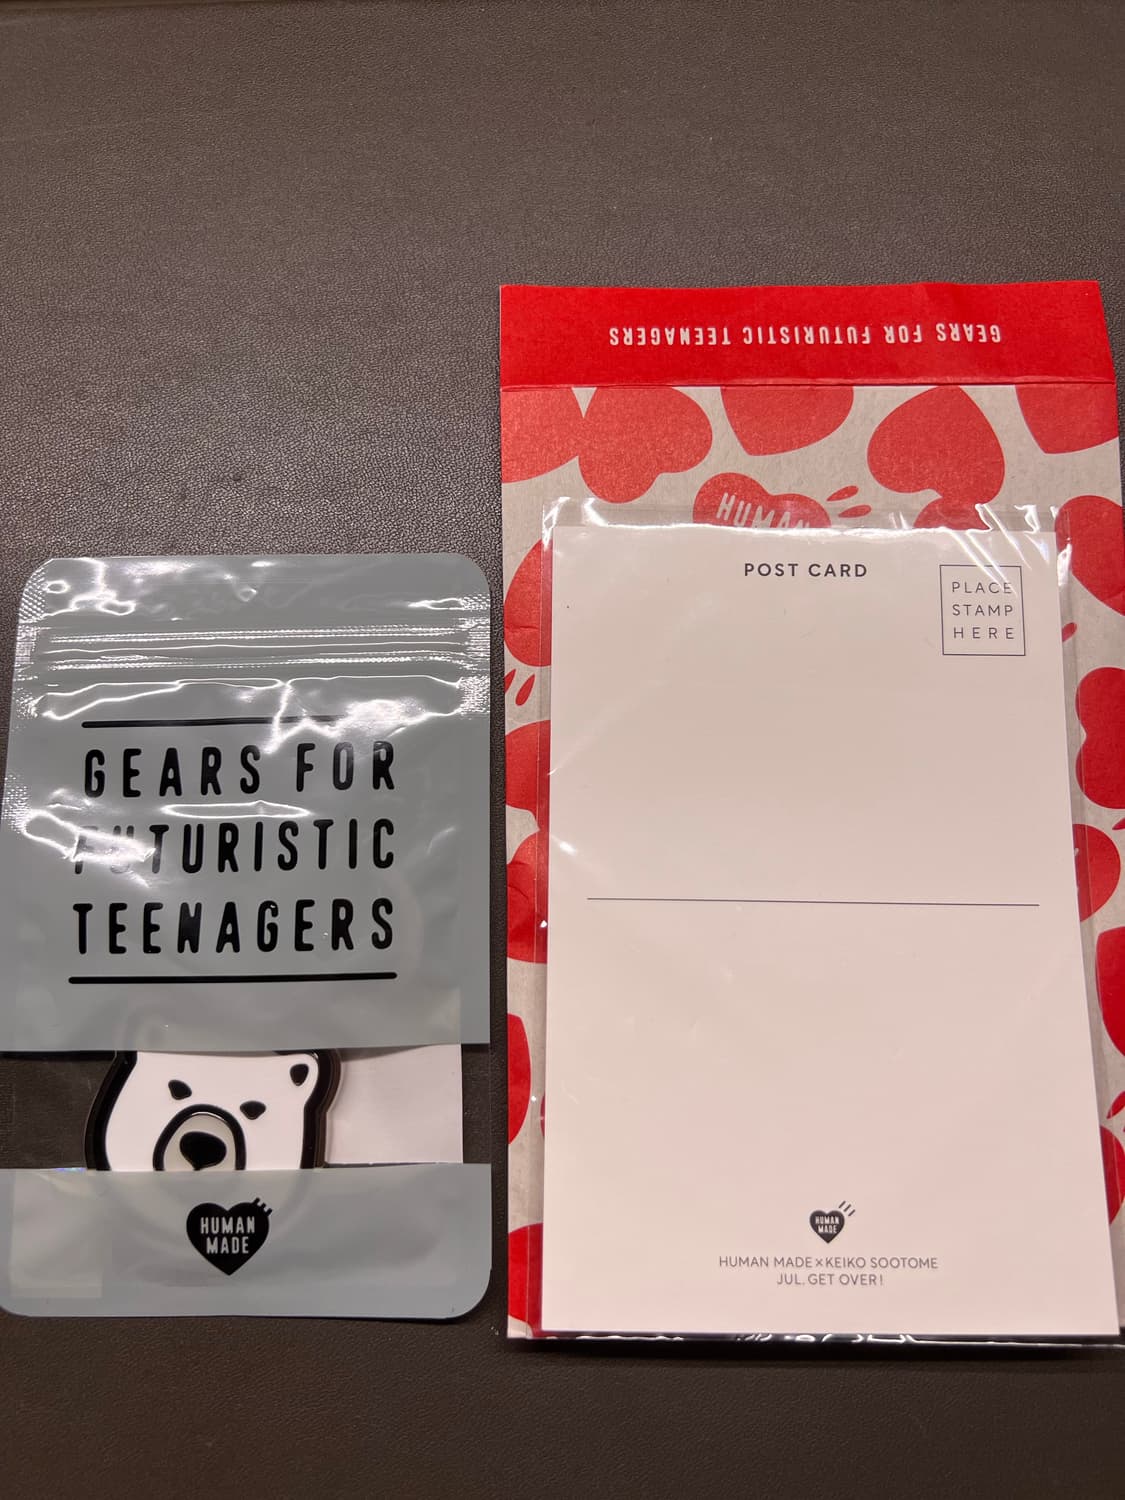 GEARS FOR
FUTURISTIC
TEENAGERS
HUMAN
MADE
GEARS FOR FUTURISTIC TEENAGERS
HUMAN
POST CARD
PLACE
STAMP
HERE
HUMAN
MADE
HUMAN MADE×KEIKO SOOTOME
JUL. GET OVER!